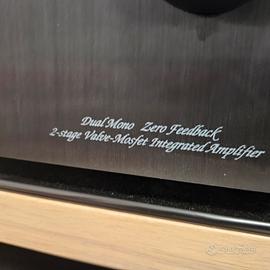 Dual Mono Zero Feedback
2-stage Valve-Mosfet Integrated Amplifier